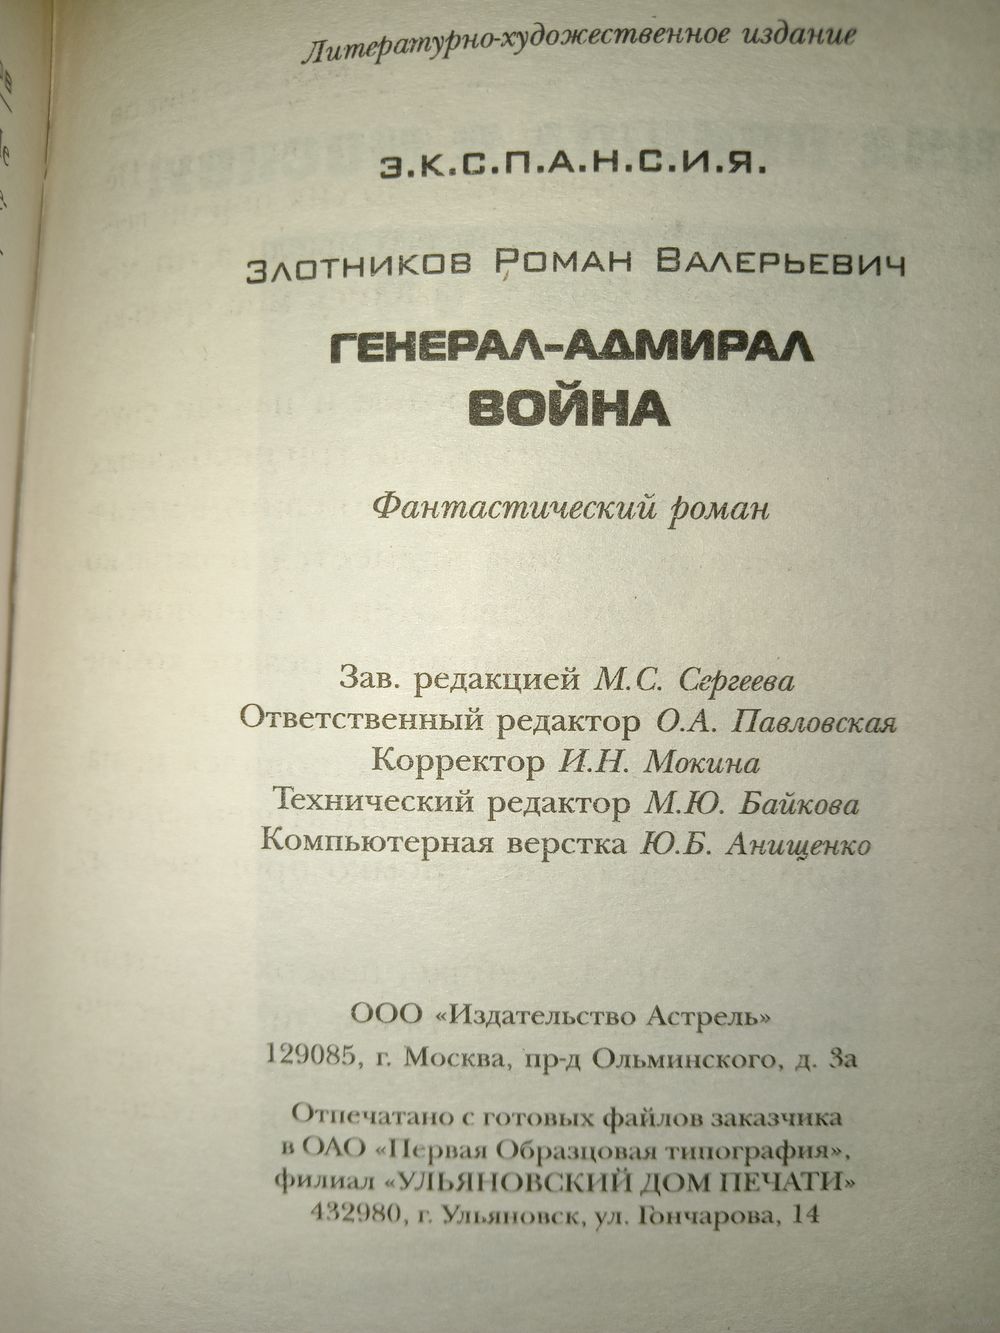 Литературно-художественное издание
Э.К.С.П.А.Н.С.И.Я.
Злотников Роман Валерьевич
ГЕНЕРАЛ-АДМИРАЛ
ВОЙНА
Фантастический роман
Зав. редакцией М.С. Сергеева
Ответственный редактор О.А. Павловская
Корректор И.Н. Мокина
Технический редактор М.Ю. Байкова
Компьютерная верстка Ю.Б. Анищенко
ООО «Издательство Астрель»
129085, г. Москва, пр-д Ольминского, д. 3а
Отпечатано с готовых файлов заказчика
в ОАО «Первая Образцовая типография»,
филиал «УЛЬЯНОВСКИЙ ДОМ ПЕЧАТИ»
432980, г. Ульяновск, ул. Гончарова, 14